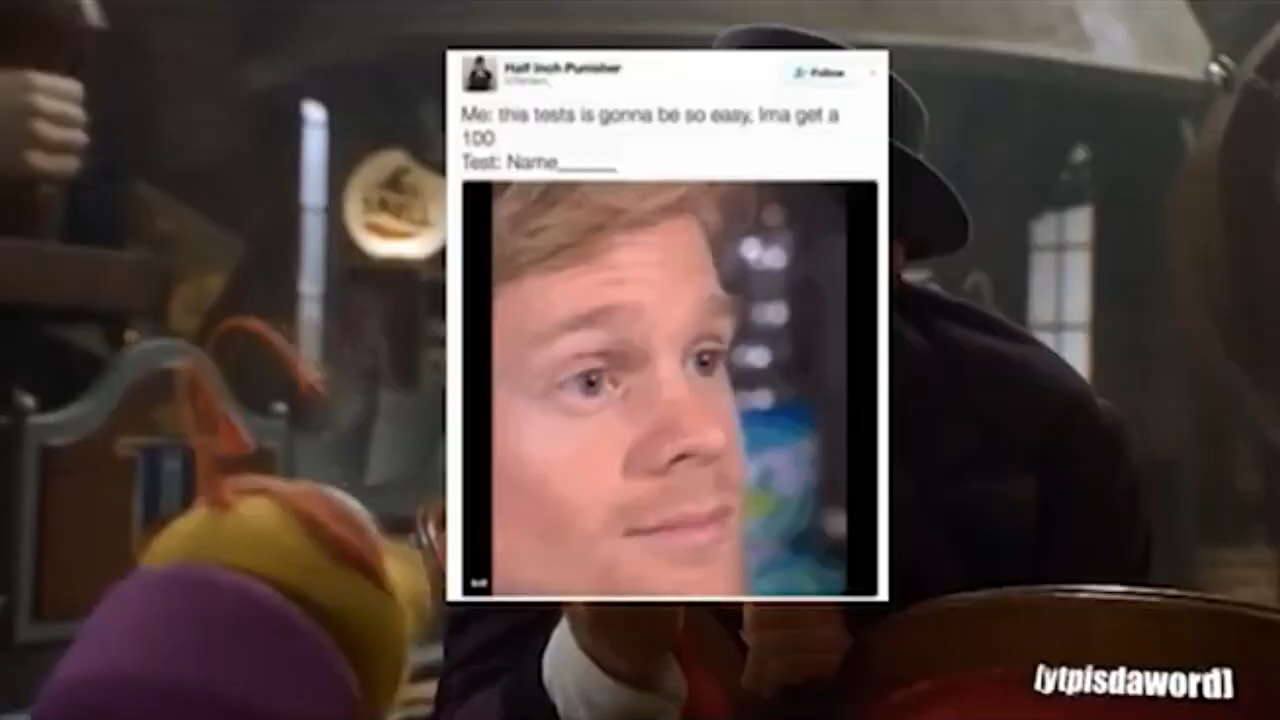 Half Inch Punisher
Follow
Me: this tests is gonna be so easy, Ima get a
100
Test: Name______
[ytpisdaword]